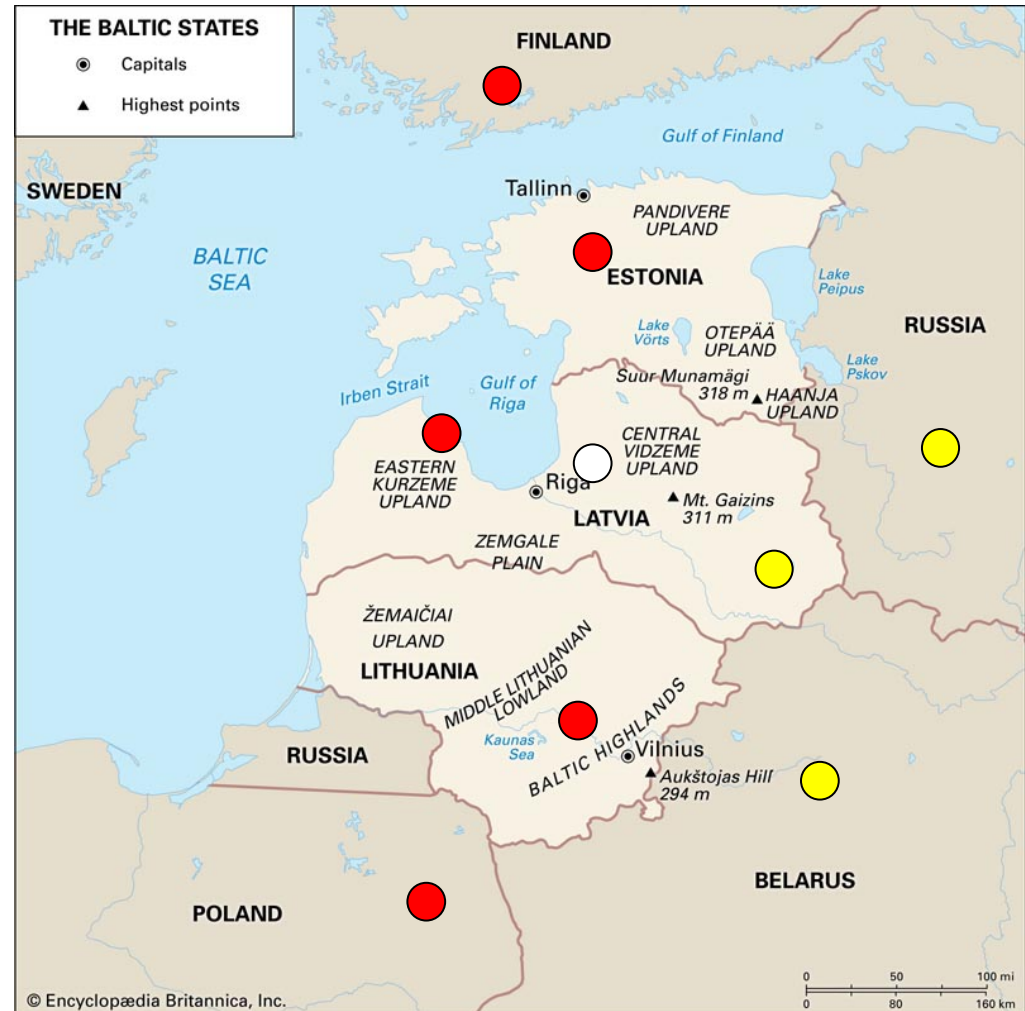 THE BALTIC STATES
Capitals
Highest points
FINLAND
Gulf of Finland
SWEDEN
Tallinn
PANDIVERE
UPLAND
BALTIC
SEA
ESTONIA
Lake
Peipus
RUSSIA
Lake
Võrts
OTEPÄÄ
UPLAND
Lake
Pskov
Irben Strait
Gulf of
Riga
Suur Munamägi
318 m
HAANJA
UPLAND
CENTRAL
VIDZEME
UPLAND
EASTERN
KURZEME
UPLAND
Riga
Mt. Gaizins
311 m
LATVIA
ZEMGALE
PLAIN
ŽEMAIČIAI
UPLAND
LITHUANIA
MIDDLE LITHUANIAN
LOWLAND
Kaunas
Sea
BALTIC HIGHLANDS
Vilnius
RUSSIA
Aukštojas Hill
294 m
BELARUS
POLAND
0 50 100 mi
0 80 160 km
© Encyclopædia Britannica, Inc.